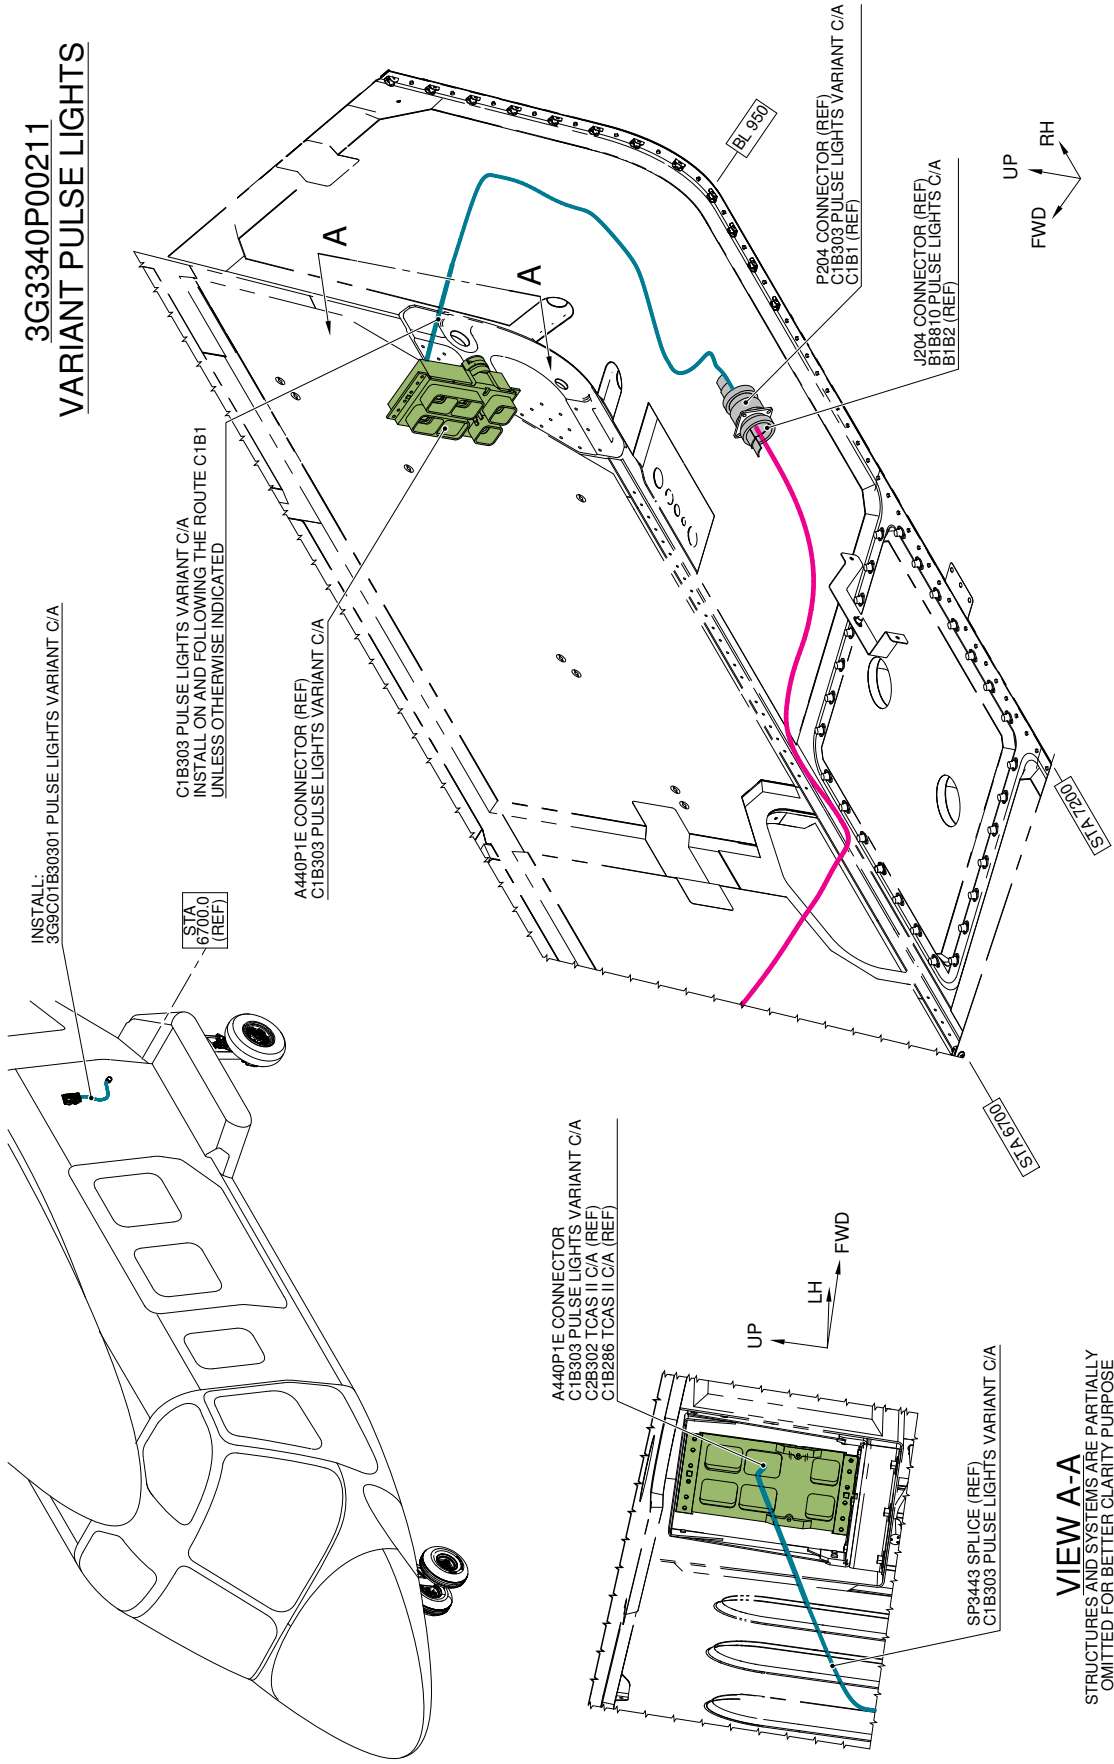 3G3340P00211
VARIANT PULSE LIGHTS
INSTALL:
3G9C01B30301 PULSE LIGHTS VARIANT C/A
STA
6700.0
(REF)
C1B303 PULSE LIGHTS VARIANT C/A
INSTALL ON AND FOLLOWING THE ROUTE C1B1
UNLESS OTHERWISE INDICATED
A440P1E CONNECTOR (REF)
C1B303 PULSE LIGHTS VARIANT C/A
A
A
BL 950
P204 CONNECTOR (REF)
C1B303 PULSE LIGHTS VARIANT C/A
C1B1 (REF)
J204 CONNECTOR (REF)
B1B810 PULSE LIGHTS C/A
B1B2 (REF)
UP
RH
FWD
STA 7200
STA 6700
A440P1E CONNECTOR
C1B303 PULSE LIGHTS VARIANT C/A
C2B302 TCAS II C/A (REF)
C1B286 TCAS II C/A (REF)
UP
LH
FWD
SP3443 SPLICE (REF)
C1B303 PULSE LIGHTS VARIANT C/A
VIEW A-A
STRUCTURES AND SYSTEMS ARE PARTIALLY
OMITTED FOR BETTER CLARITY PURPOSE